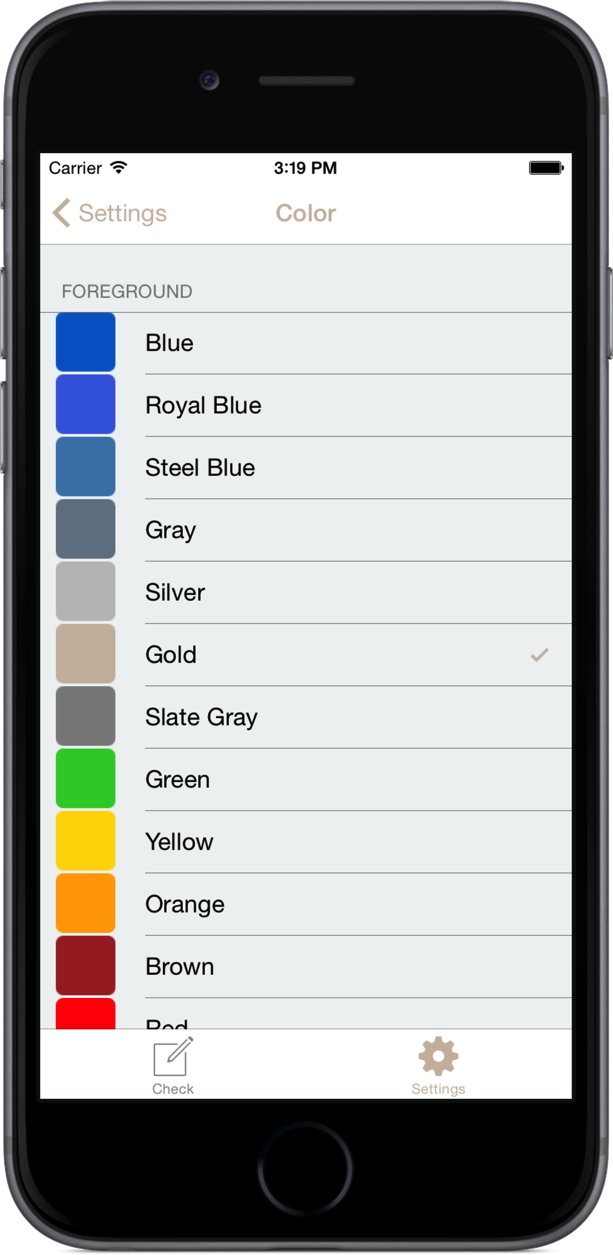 Carrier 3:19 PM
Settings Color
FOREGROUND
Blue
Royal Blue
Steel Blue
Gray
Silver
Gold
Slate Gray
Green
Yellow
Orange
Brown
Red
Check Settings